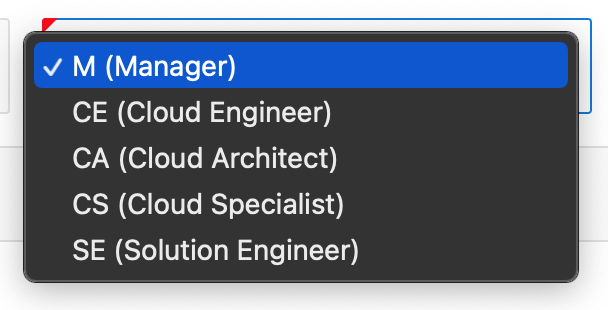 M (Manager)
CE (Cloud Engineer)
CA (Cloud Architect)
CS (Cloud Specialist)
SE (Solution Engineer)